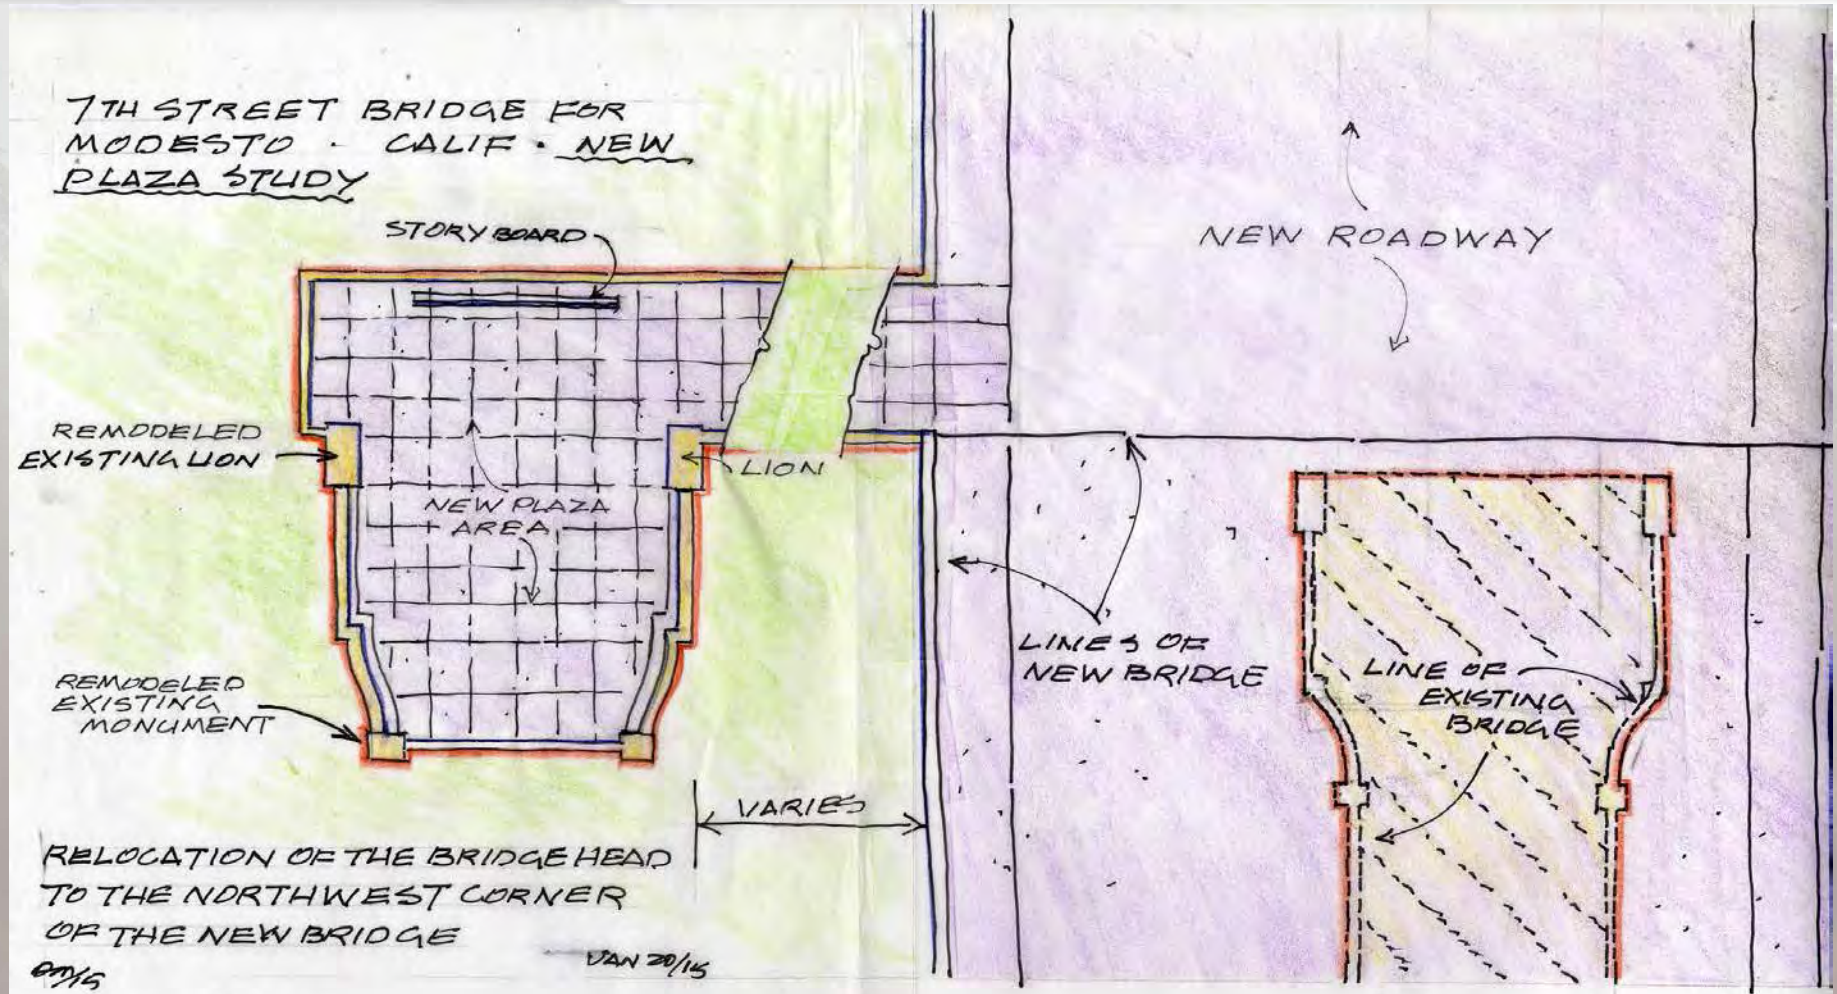 7TH STREET BRIDGE FOR
MODESTO · CALIF · NEW
PLAZA STUDY
STORY BOARD
NEW ROADWAY
REMODELED
EXISTING LION
LION
NEW PLAZA
AREA
LINES OF
NEW BRIDGE
LINE OF
EXISTING
BRIDGE
REMODELED
EXISTING
MONUMENT
VARIES
RELOCATION OF THE BRIDGE HEAD
TO THE NORTHWEST CORNER
OF THE NEW BRIDGE
JAN 20/15